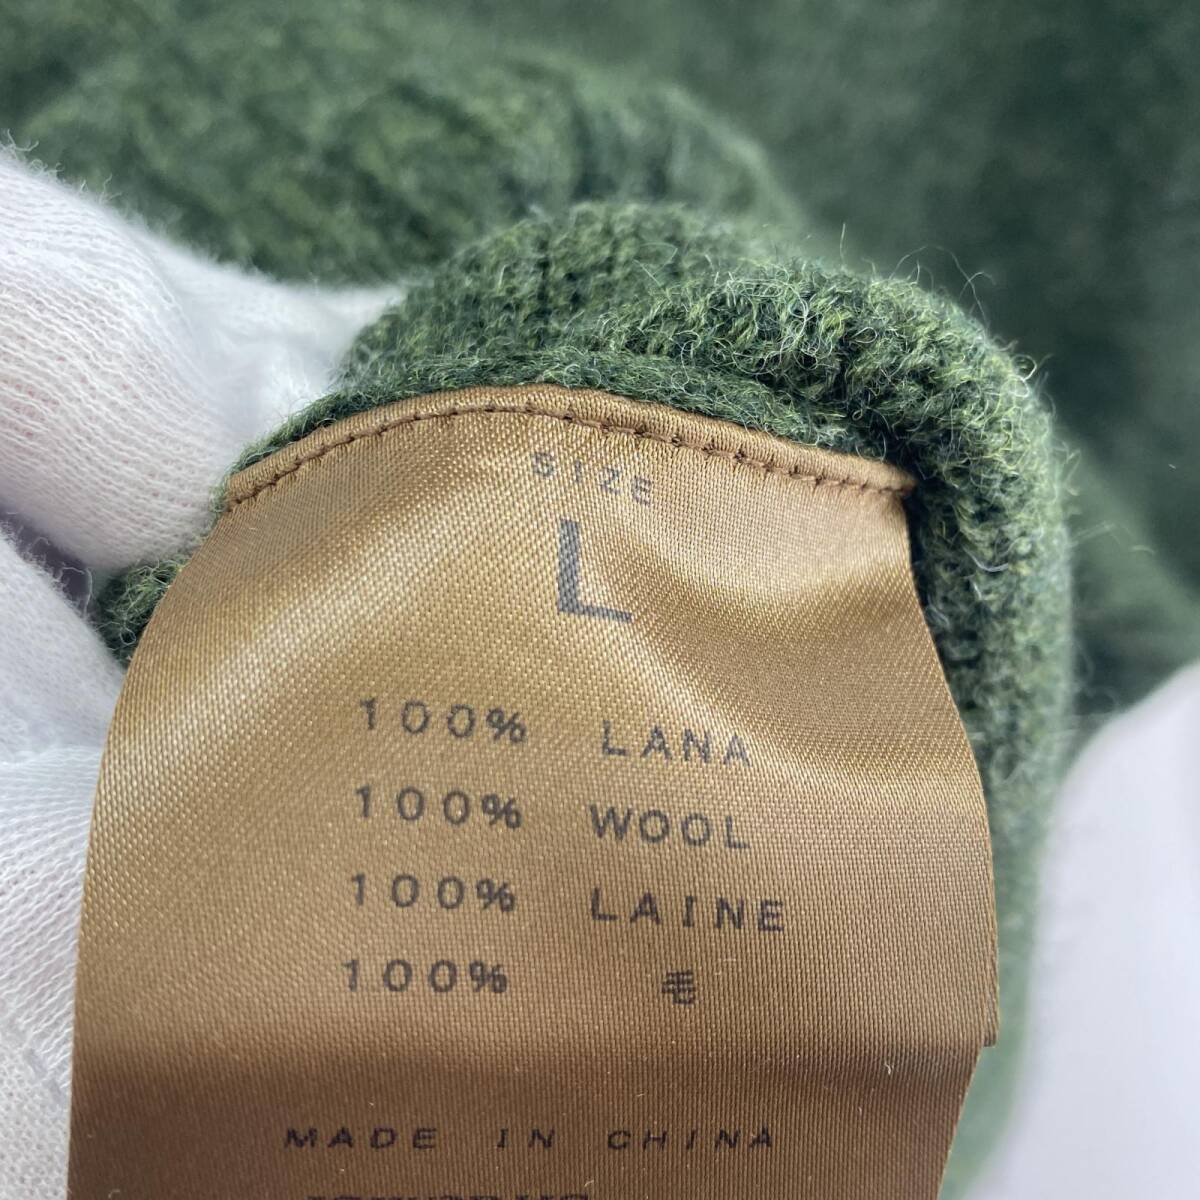 SIZE
L
100% LANA
100% WOOL
100% LAINE
100% 毛
MADE IN CHINA